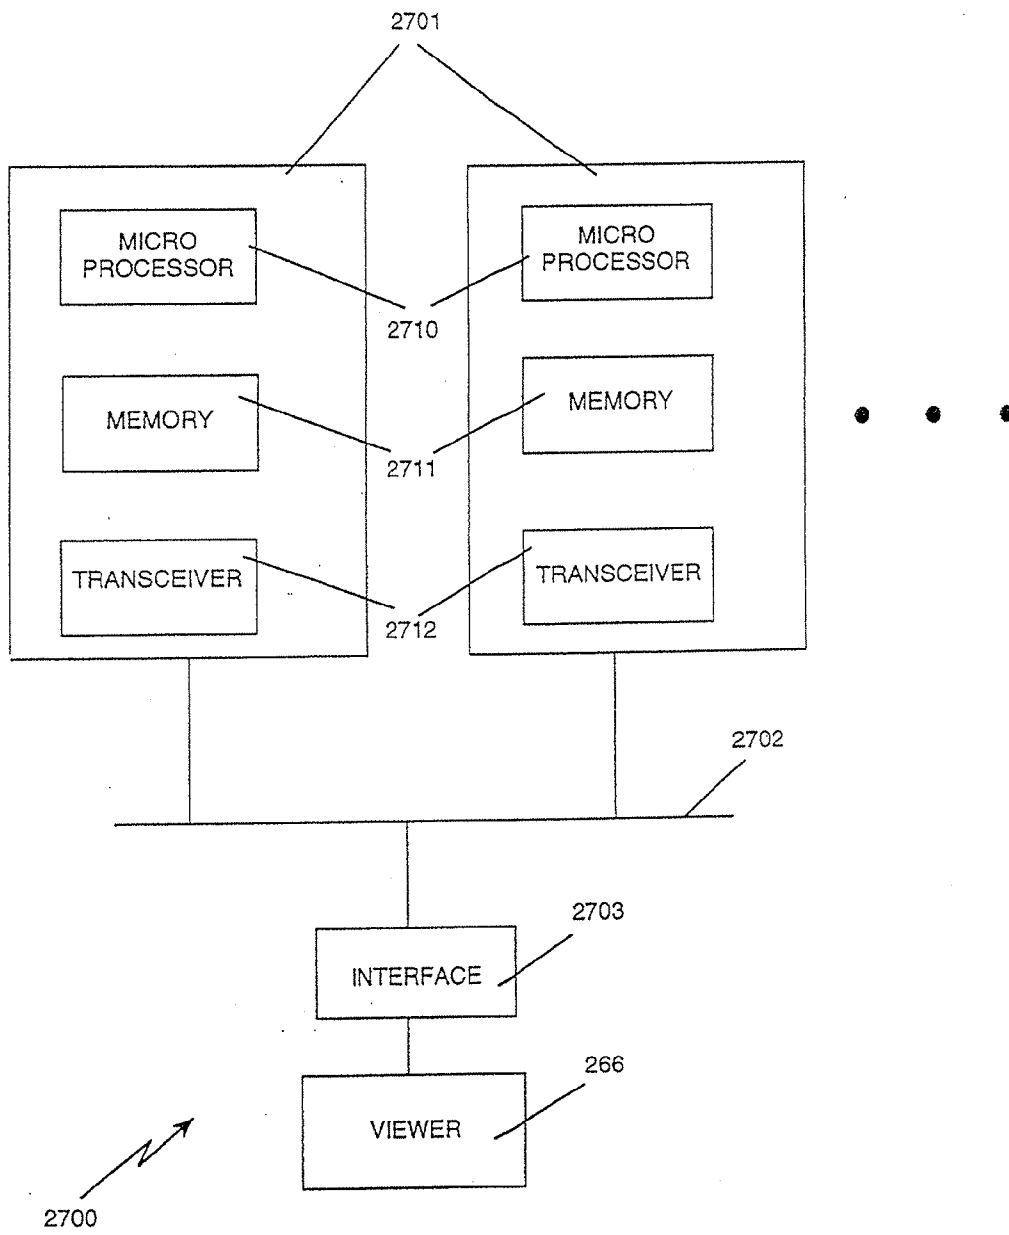 2701
MICRO
PROCESSOR
MICRO
PROCESSOR
2710
MEMORY
MEMORY
2711
TRANSCEIVER
TRANSCEIVER
2712
2702
2703
INTERFACE
266
VIEWER
2700